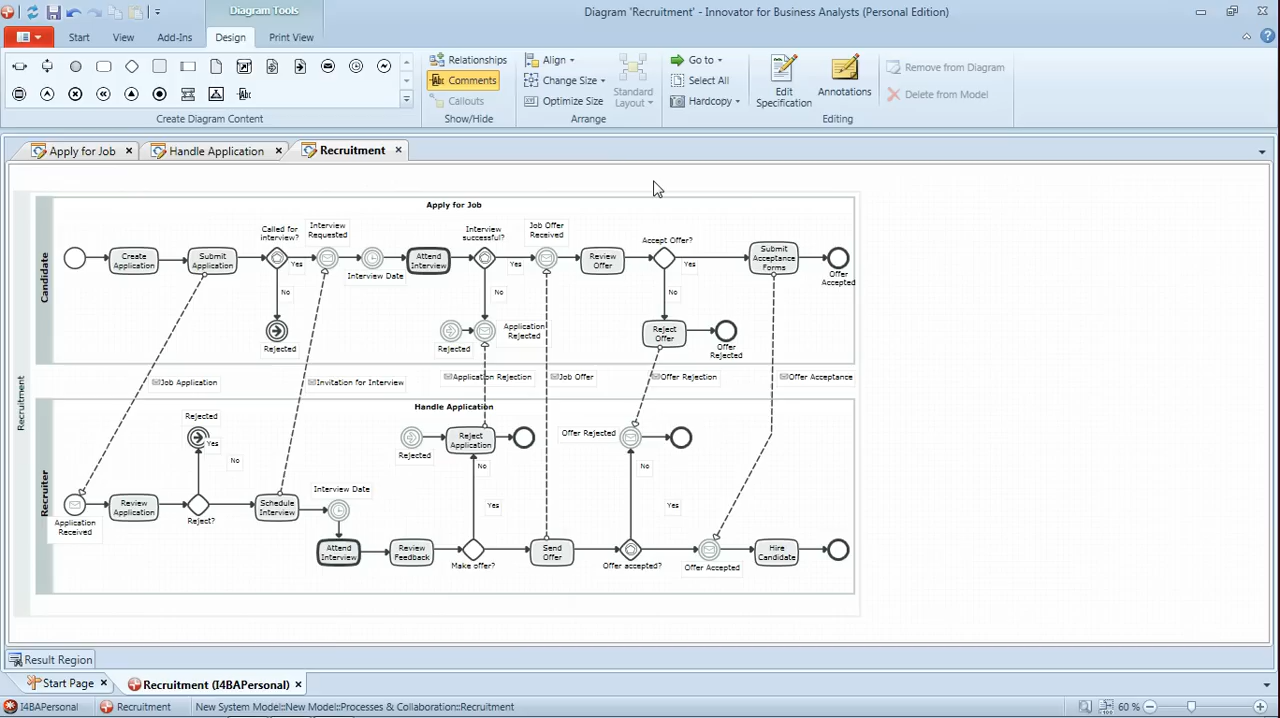 Diagram Tools
Diagram 'Recruitment' - Innovator for Business Analysts (Personal Edition)
Start
View
Add-Ins
Design
Print View
Create Diagram Content
Relationships
Abc Comments
Callouts
Show/Hide
Align
Change Size
Optimize Size
Standard
Layout
Arrange
Go to
Select All
Hardcopy
Edit
Specification
Annotations
Remove from Diagram
Delete from Model
Editing
Apply for Job
Handle Application
Recruitment
Recruitment
Candidate
Apply for Job
Create
Application
Submit
Application
Called for
interview?
Yes
No
Rejected
Interview
Requested
Interview Date
Attend
Interview
Interview
successful?
Yes
No
Rejected
Application
Rejected
Job Offer
Received
Review
Offer
Accept Offer?
Yes
No
Reject
Offer
Offer
Rejected
Submit
Acceptance
Forms
Offer
Accepted
Job Application
Invitation for Interview
Application Rejection
Job Offer
Offer Rejection
Offer Acceptance
Recruiter
Handle Application
Application
Received
Review
Application
Reject?
Rejected
Yes
No
Schedule
Interview
Interview Date
Attend
Interview
Review
Feedback
Make offer?
Rejected
Reject
Application
No
Yes
Send
Offer
Offer Rejected
No
Yes
Offer accepted?
Offer Accepted
Hire
Candidate
Result Region
Start Page
Recruitment (I4BAPersonal)
I4BAPersonal
Recruitment
New System Model::New Model::Processes & Collaboration::Recruitment
60 %